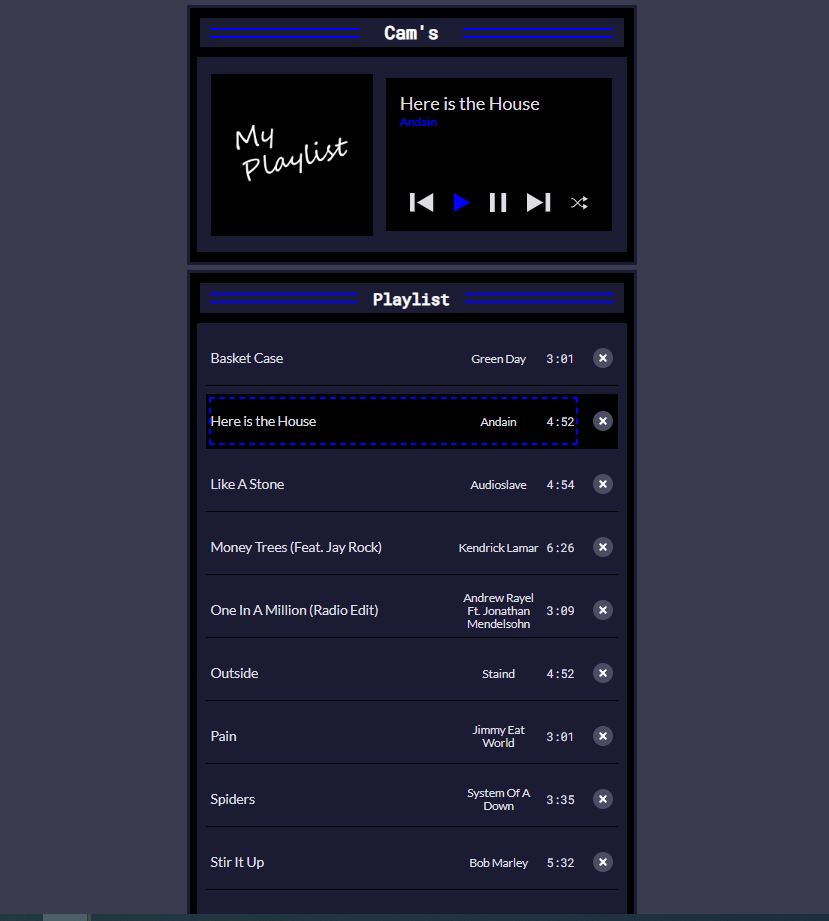 Cam's
My
Playlist
Here is the House
Andain
Playlist
Basket Case Green Day 3:01
Here is the House Andain 4:52
Like A Stone Audioslave 4:54
Money Trees (Feat. Jay Rock) Kendrick Lamar 6:26
One In A Million (Radio Edit) Andrew Rayel
Ft. Jonathan
Mendelsohn 3:09
Outside Staind 4:52
Pain Jimmy Eat
World 3:01
Spiders System Of A
Down 3:35
Stir It Up Bob Marley 5:32